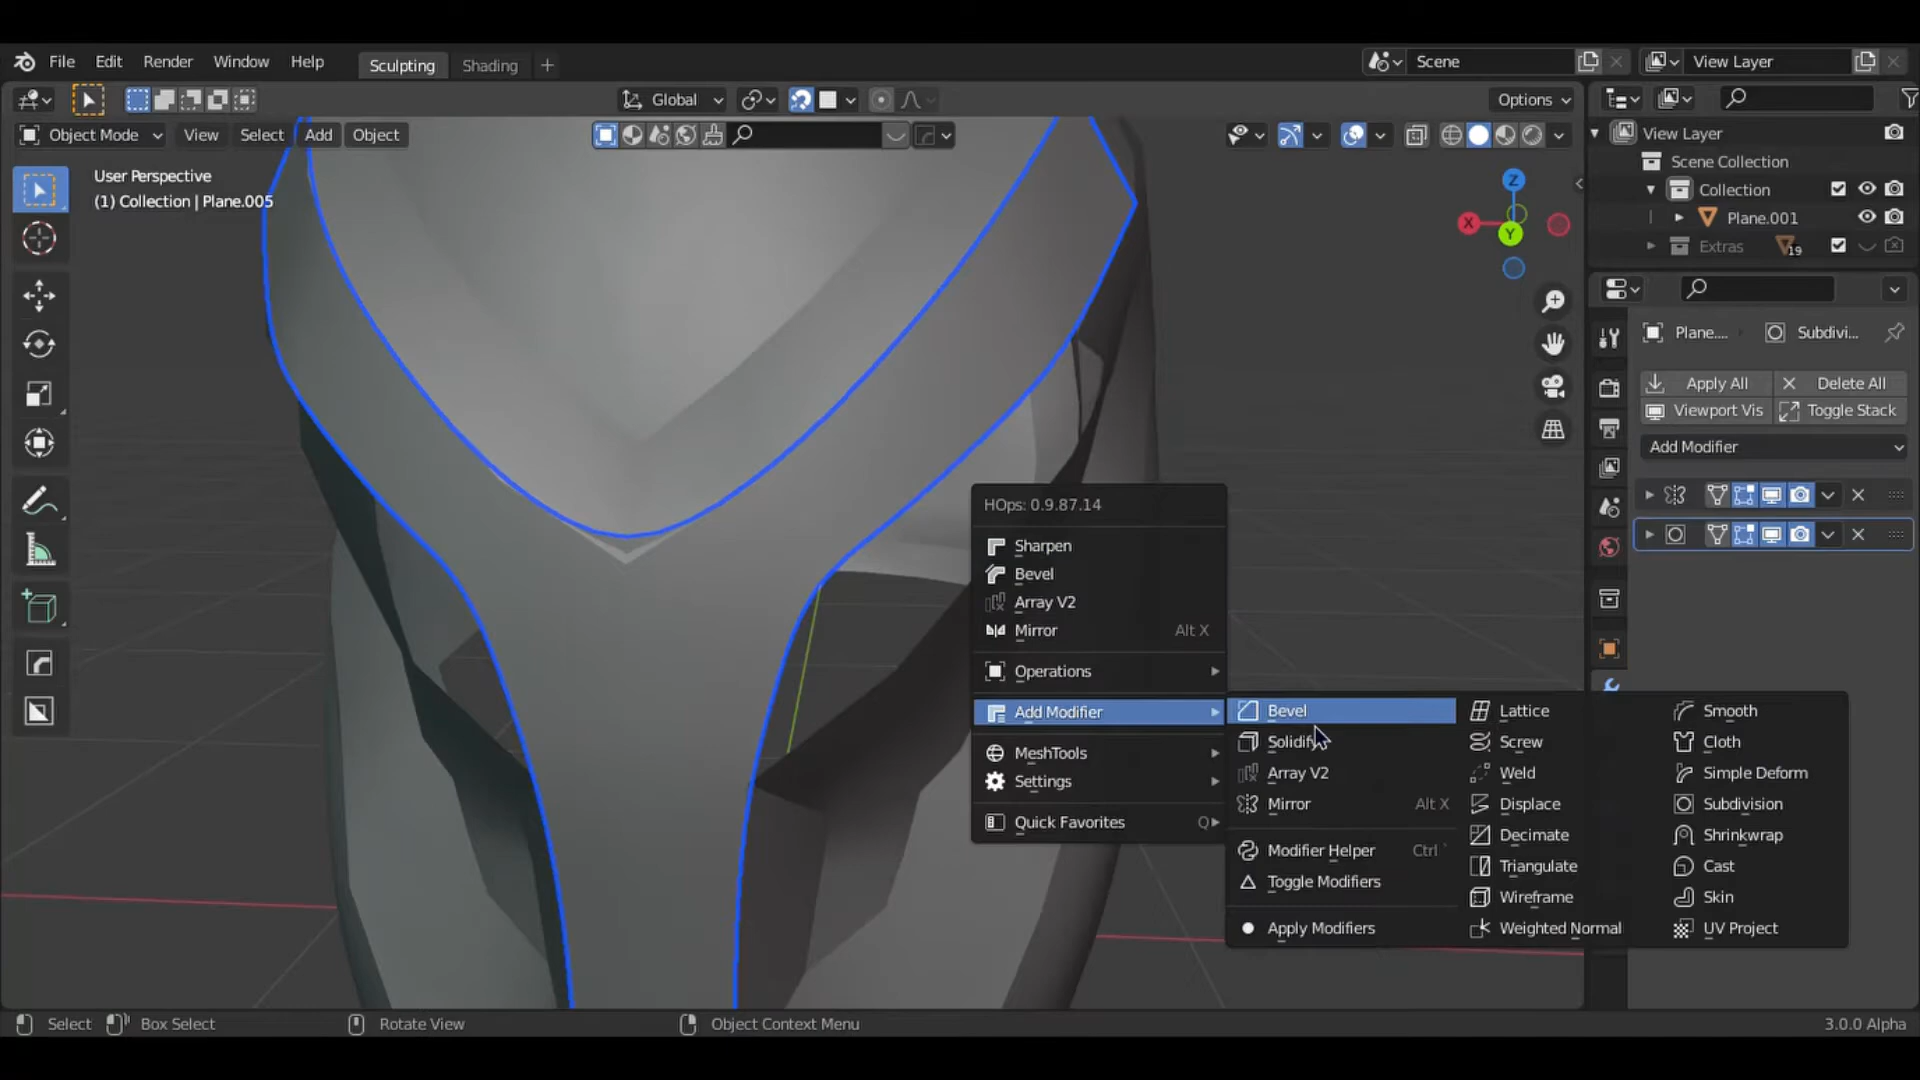 File Edit Render Window Help Sculpting Shading + Scene View Layer
Global Options
Object Mode View Select Add Object
User Perspective
(1) Collection | Plane.005
Z
X
Y
View Layer
Scene Collection
Collection
Plane.001
Extras 19
Plane.... Subdivi...
Apply All Delete All
Viewport Vis Toggle Stack
Add Modifier
HOps: 0.9.87.14
Sharpen
Bevel
Array V2
Mirror Alt X
Operations
Add Modifier
MeshTools
Settings
Quick Favorites Q
Bevel
Solidify
Array V2
Mirror Alt X
Modifier Helper Ctrl `
Toggle Modifiers
Apply Modifiers
Lattice
Screw
Weld
Displace
Decimate
Triangulate
Wireframe
Weighted Normal
Smooth
Cloth
Simple Deform
Subdivision
Shrinkwrap
Cast
Skin
UV Project
Select Box Select Rotate View Object Context Menu 3.0.0 Alpha